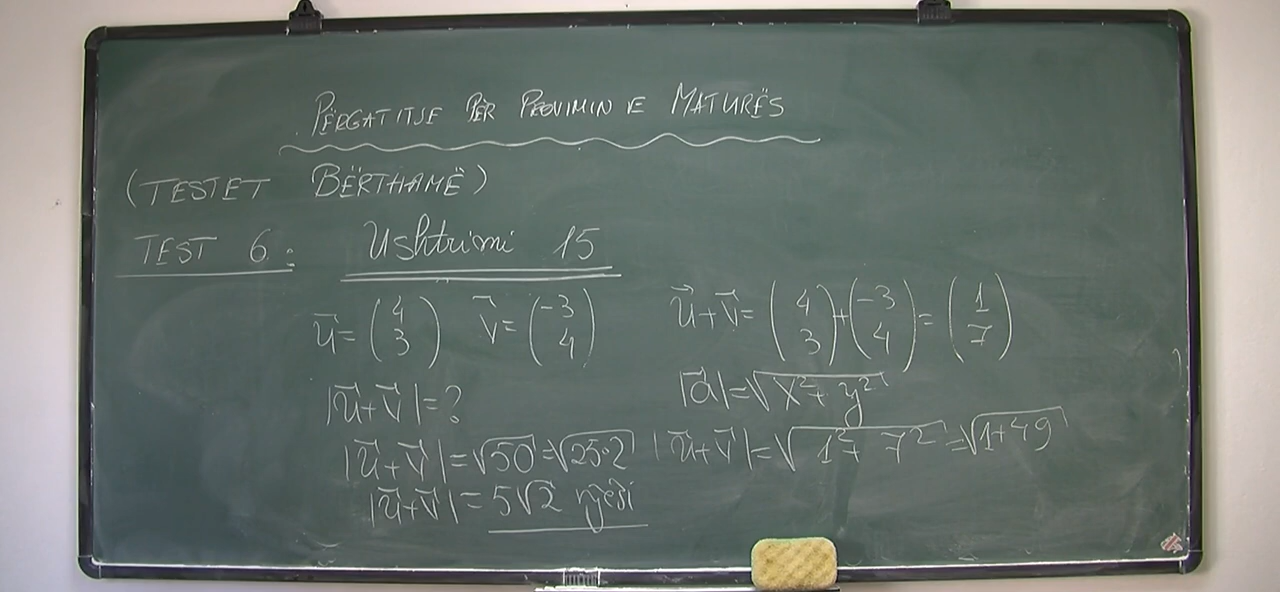 PËRGATITJE PËR PROVIMIN E MATURËS
(TESTET BËRTHAMË)
TEST 6: Ushtrimi 15
u⃗ = (4 3) v⃗ = (-3 4)
|u⃗+v⃗| = ?
u⃗+v⃗ = (4 3) + (-3 4) = (1 7)
|a⃗| = √x²+y²
|u⃗+v⃗| = √1²+7² = √1+49
|u⃗+v⃗| = √50 = √25·2
|u⃗+v⃗| = 5√2 njësi